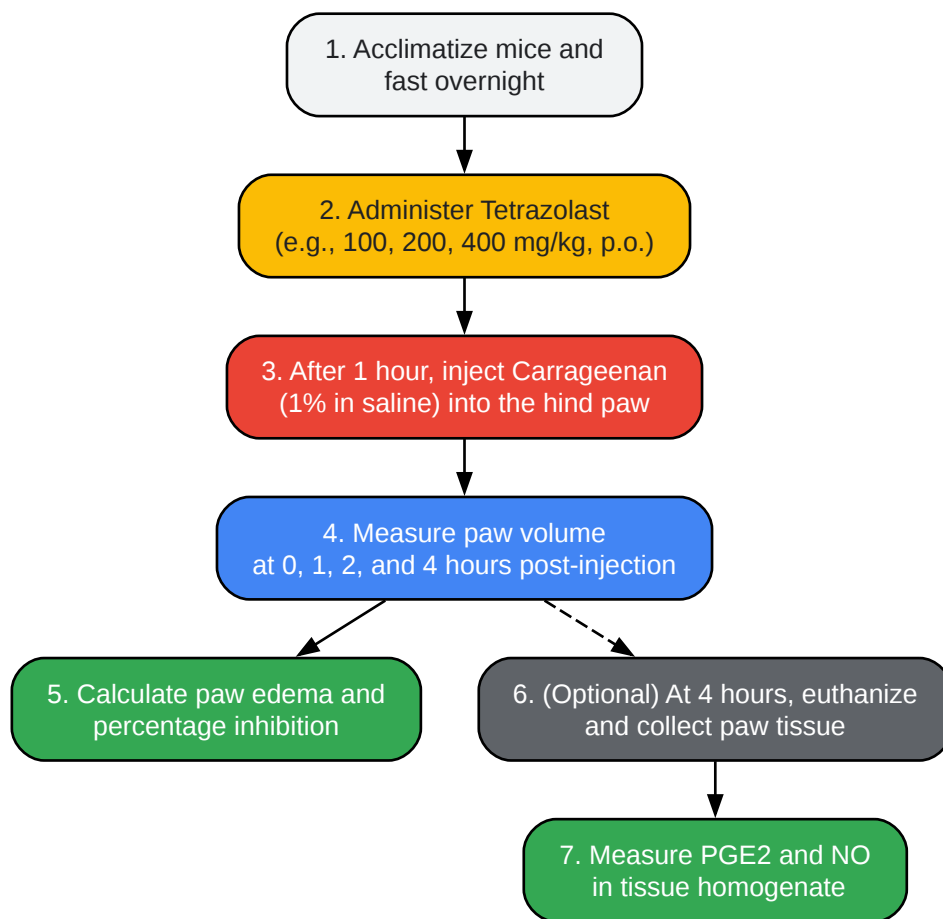 1. Acclimatize mice and
fast overnight
2. Administer Tetrazolast
(e.g., 100, 200, 400 mg/kg, p.o.)
3. After 1 hour, inject Carrageenan
(1% in saline) into the hind paw
4. Measure paw volume
at 0, 1, 2, and 4 hours post-injection
5. Calculate paw edema and
percentage inhibition
6. (Optional) At 4 hours, euthanize
and collect paw tissue
7. Measure PGE2 and NO
in tissue homogenate